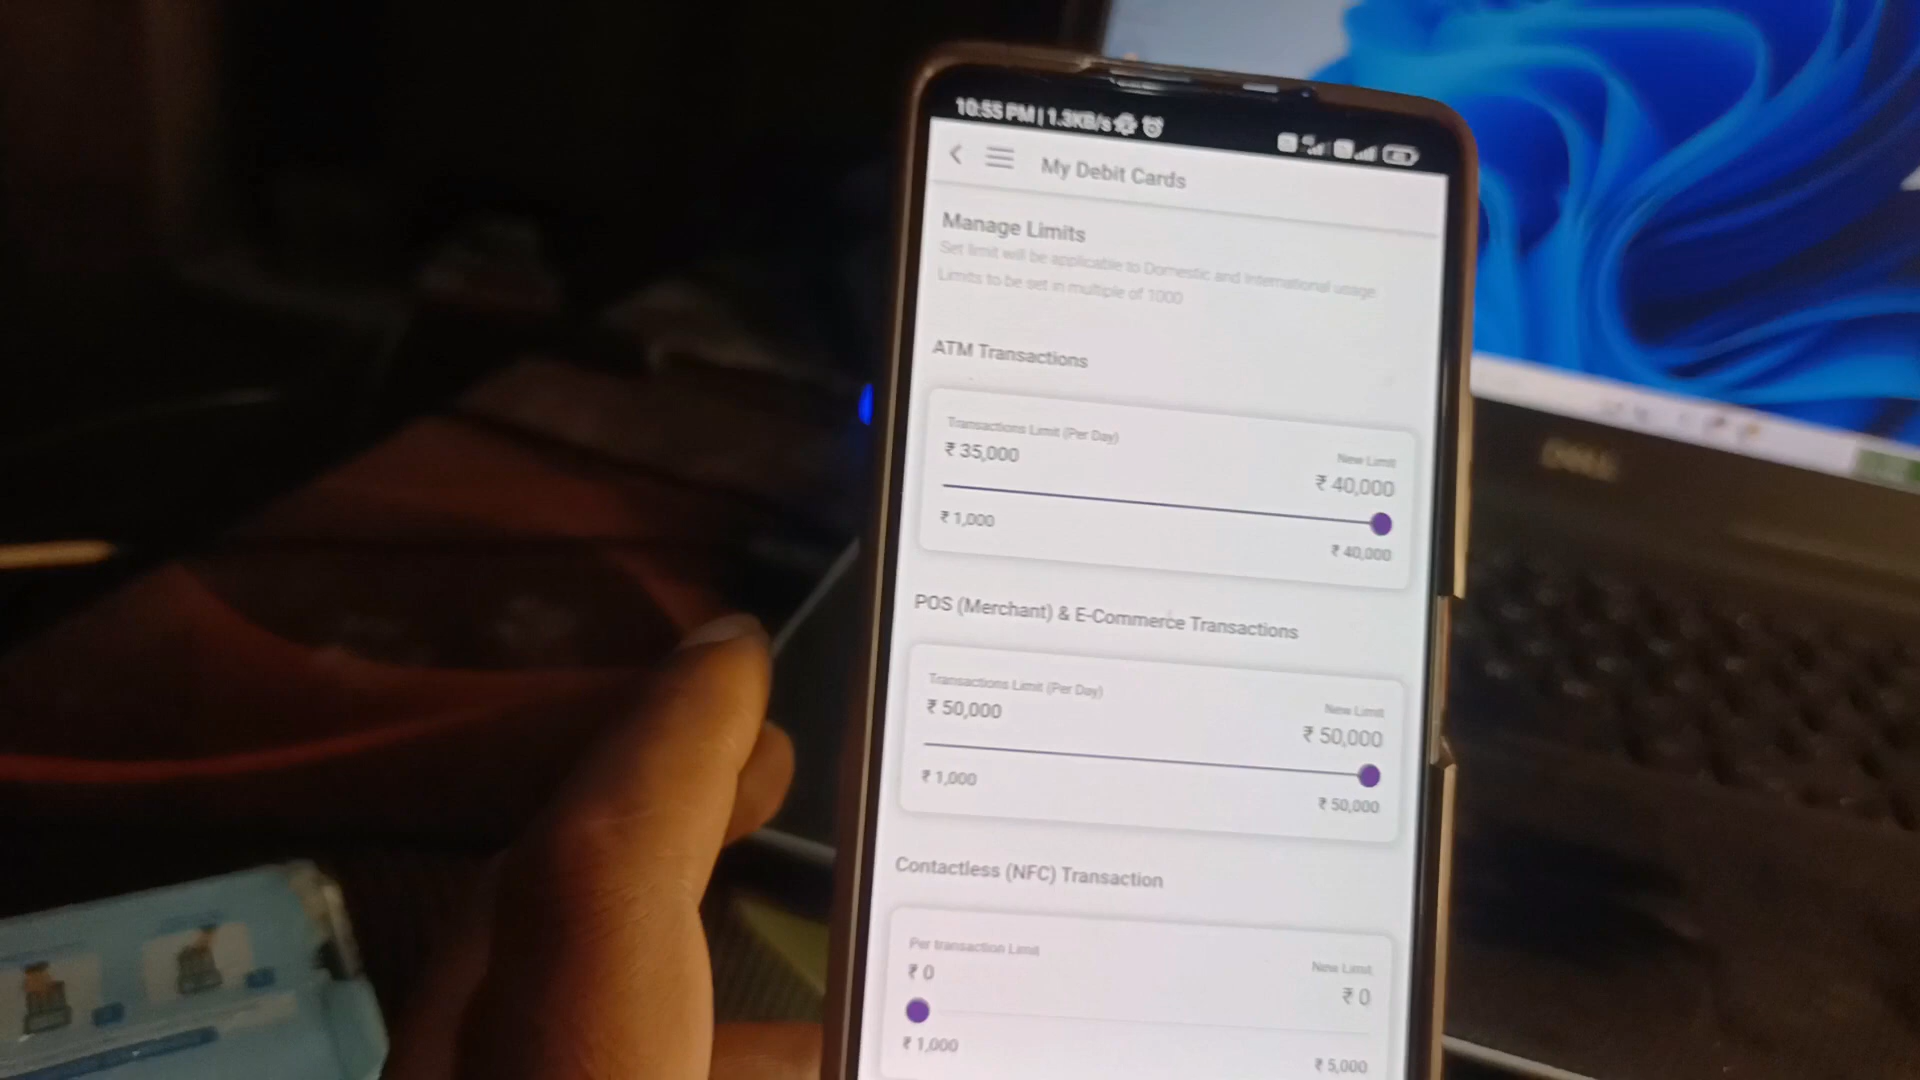 10:55 PM | 1.3KB/s
My Debit Cards
Manage Limits
Set limit will be applicable to Domestic and International usage
Limits to be set in multiple of 1000
ATM Transactions
Transactions Limit (Per Day)
₹ 35,000
New Limit
₹ 40,000
₹ 1,000
₹ 40,000
POS (Merchant) & E-Commerce Transactions
Transactions Limit (Per Day)
₹ 50,000
New Limit
₹ 50,000
₹ 1,000
₹ 50,000
Contactless (NFC) Transaction
Per transaction Limit
₹ 0
New Limit
₹ 0
₹ 1,000
₹ 5,000
DELL